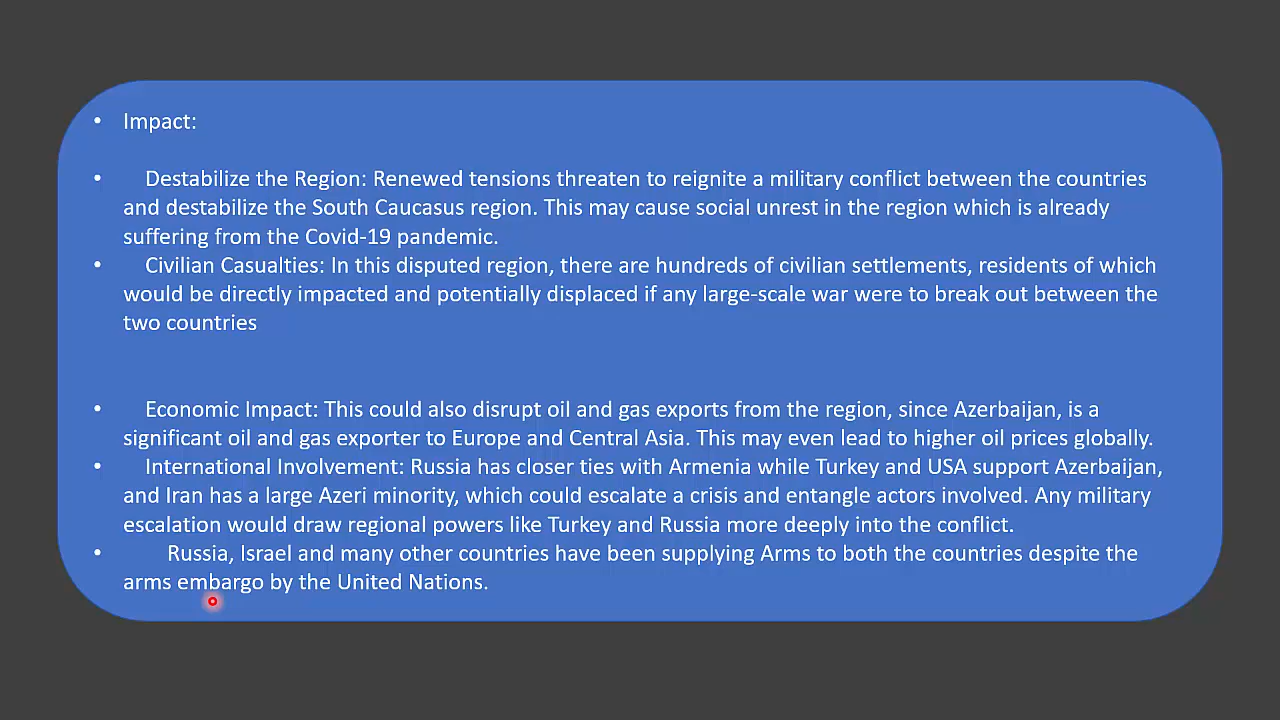 • Impact:
• Destabilize the Region: Renewed tensions threaten to reignite a military conflict between the countries
and destabilize the South Caucasus region. This may cause social unrest in the region which is already
suffering from the Covid-19 pandemic.
• Civilian Casualties: In this disputed region, there are hundreds of civilian settlements, residents of which
would be directly impacted and potentially displaced if any large-scale war were to break out between the
two countries
• Economic Impact: This could also disrupt oil and gas exports from the region, since Azerbaijan, is a
significant oil and gas exporter to Europe and Central Asia. This may even lead to higher oil prices globally.
• International Involvement: Russia has closer ties with Armenia while Turkey and USA support Azerbaijan,
and Iran has a large Azeri minority, which could escalate a crisis and entangle actors involved. Any military
escalation would draw regional powers like Turkey and Russia more deeply into the conflict.
• Russia, Israel and many other countries have been supplying Arms to both the countries despite the
arms embargo by the United Nations.